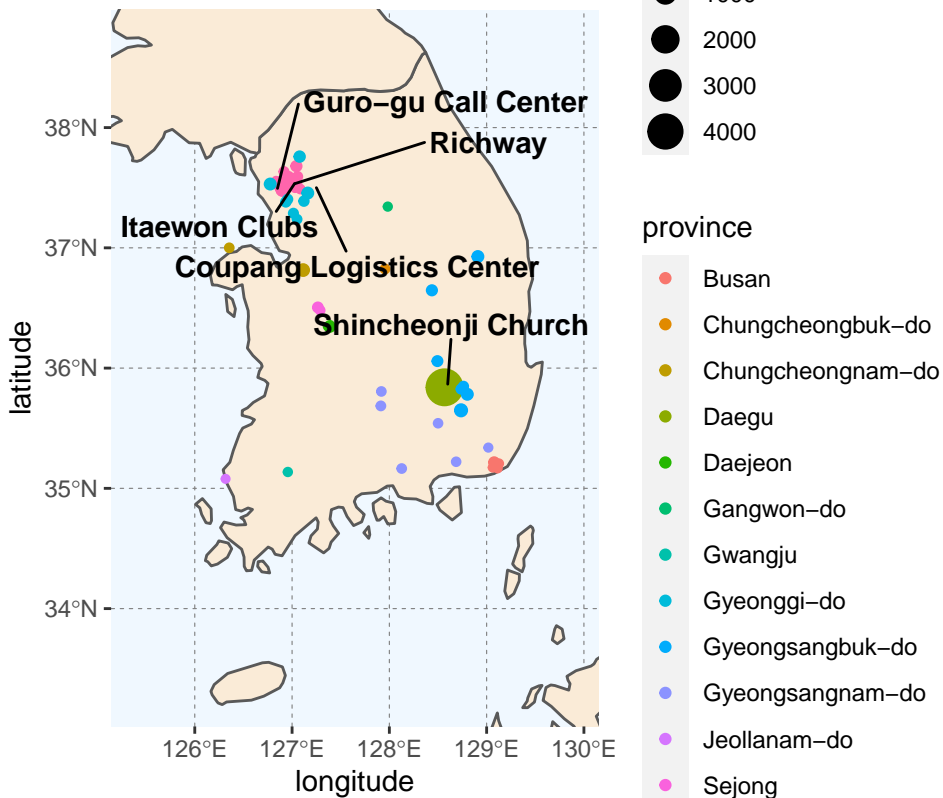 1000
2000
3000
4000
Guro−gu Call Center
Richway
Itaewon Clubs
Coupang Logistics Center
Shincheonji Church
38°N
37°N
36°N
35°N
34°N
latitude
126°E
127°E
128°E
129°E
130°E
longitude
province
Busan
Chungcheongbuk−do
Chungcheongnam−do
Daegu
Daejeon
Gangwon−do
Gwangju
Gyeonggi−do
Gyeongsangbuk−do
Gyeongsangnam−do
Jeollanam−do
Sejong